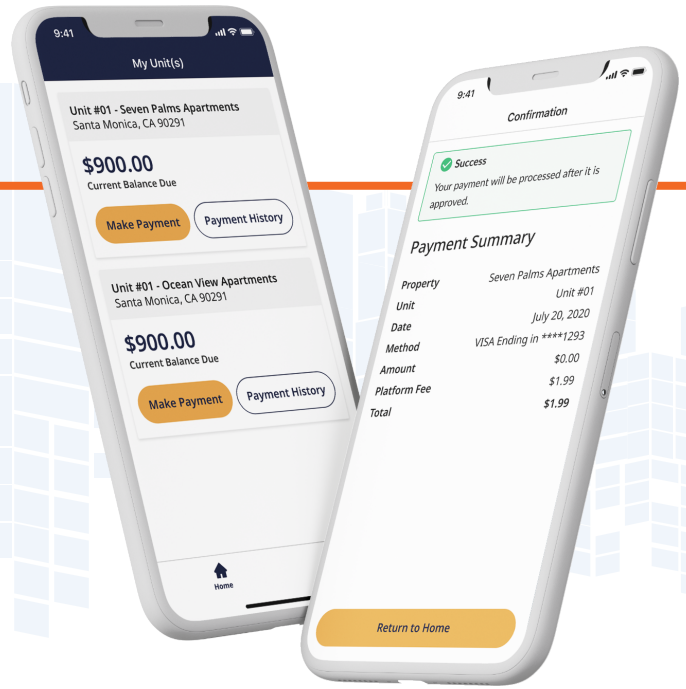 9:41
My Unit(s)
Unit #01 - Seven Palms Apartments
Santa Monica, CA 90291
$900.00
Current Balance Due
Make Payment
Payment History
Unit #01 - Ocean View Apartments
Santa Monica, CA 90291
$900.00
Current Balance Due
Make Payment
Payment History
Home
9:41
Confirmation
Success
Your payment will be processed after it is
approved.
Payment Summary
Property Seven Palms Apartments
Unit Unit #01
Date July 20, 2020
Method VISA Ending in ****1293
Amount $0.00
Platform Fee $1.99
Total $1.99
Return to Home